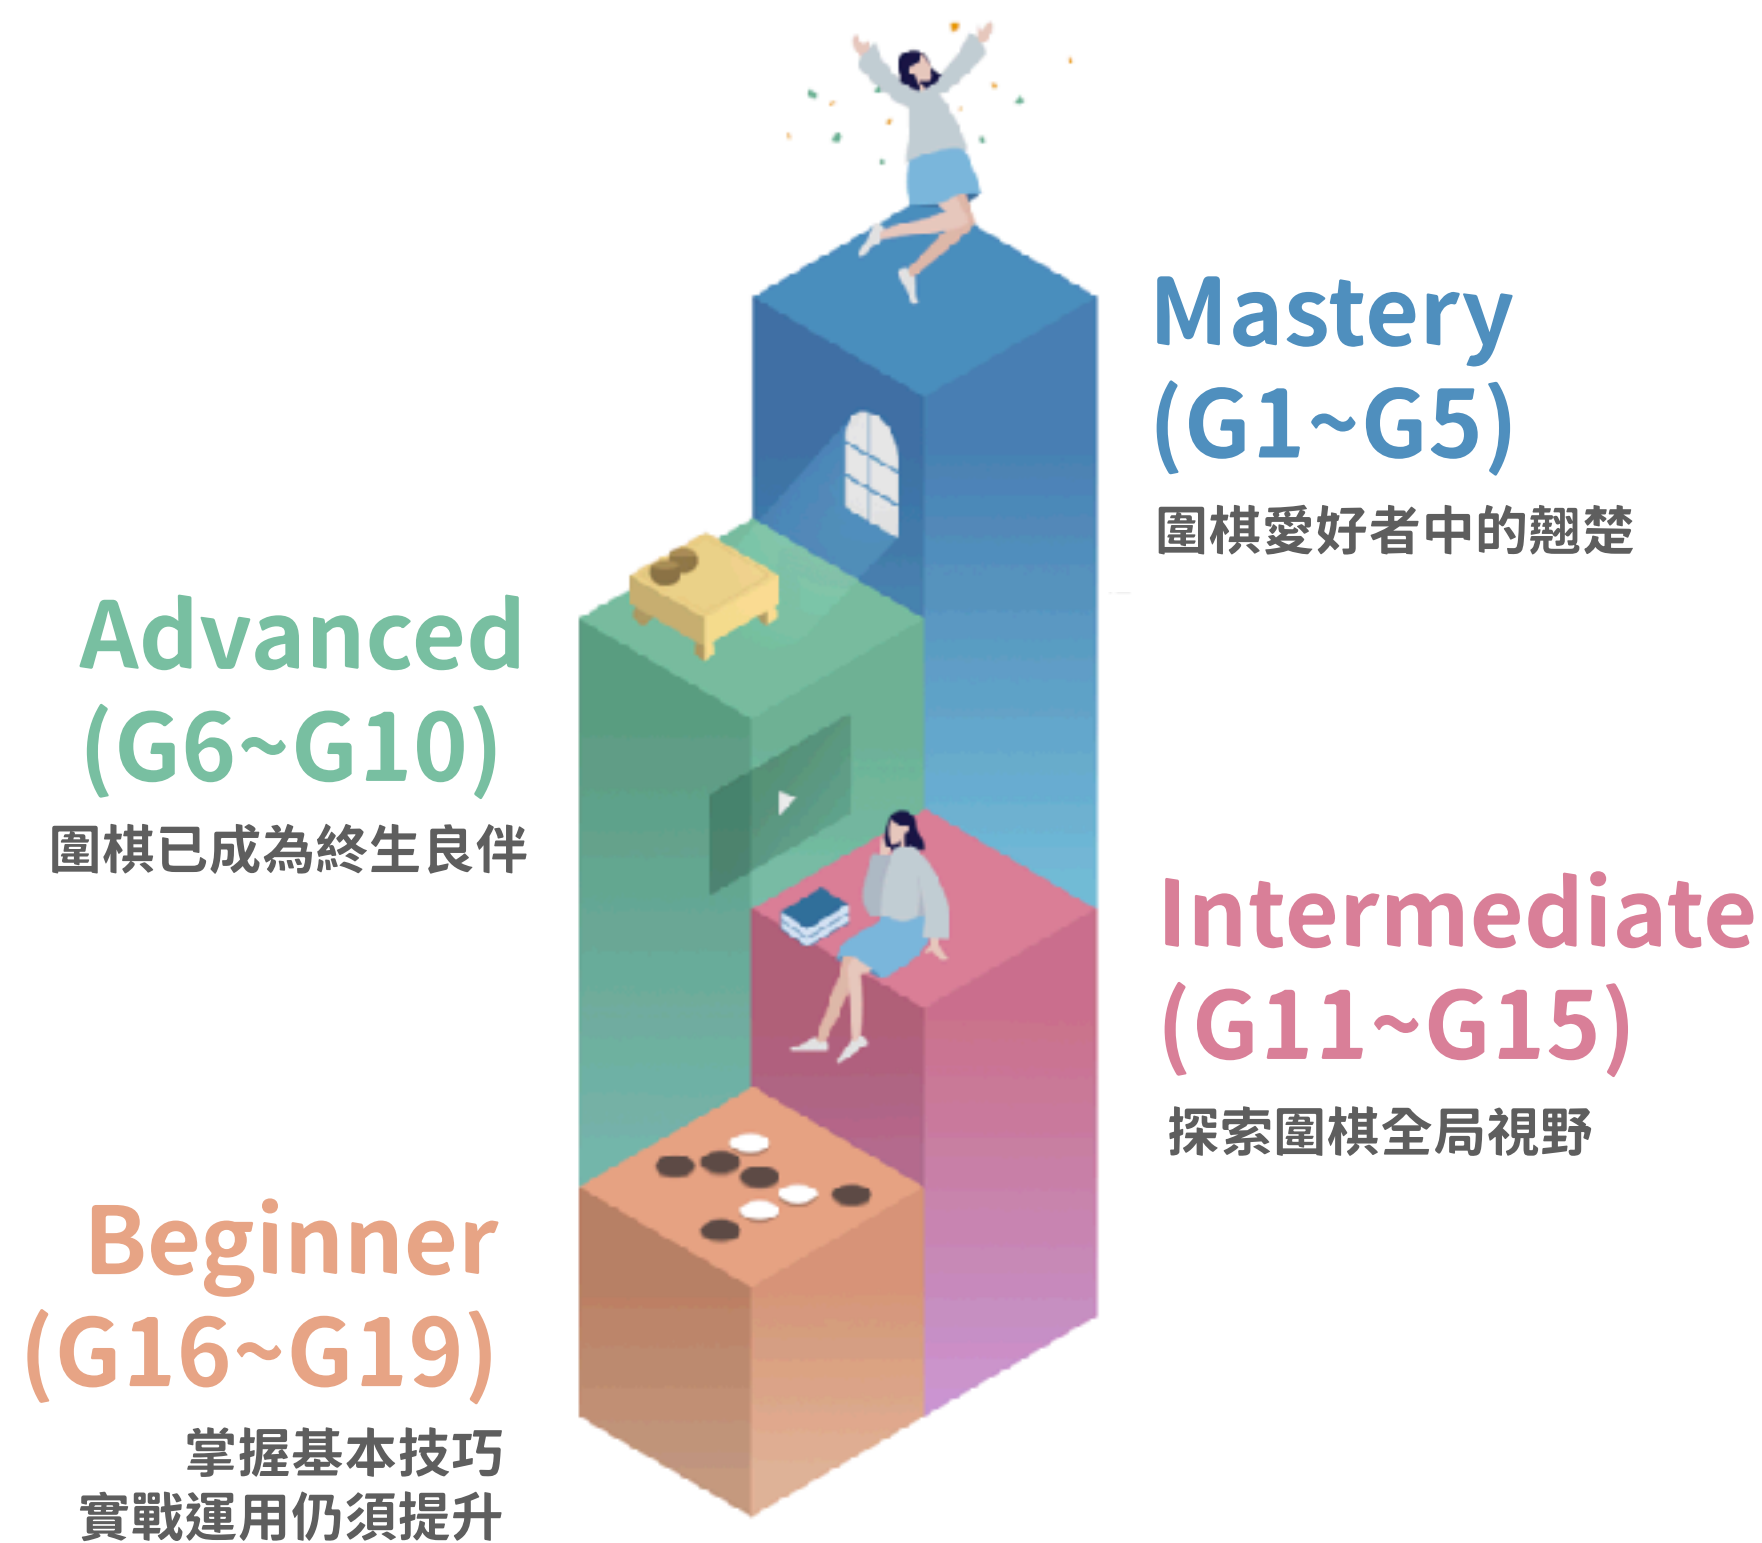 Mastery
(G1~G5)
圍棋愛好者中的翹楚
Advanced
(G6~G10)
圍棋已成為終生良伴
Intermediate
(G11~G15)
探索圍棋全局視野
Beginner
(G16~G19)
掌握基本技巧
實戰運用仍須提升